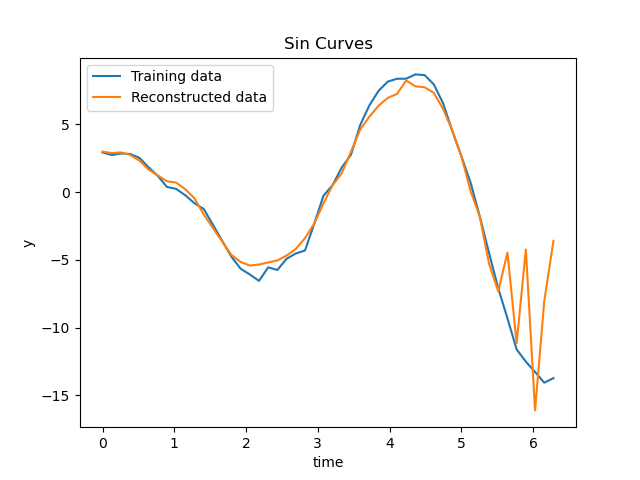 Sin Curves
Training data
Reconstructed data
y
5
0
−5
−10
−15
0 1 2 3 4 5 6
time